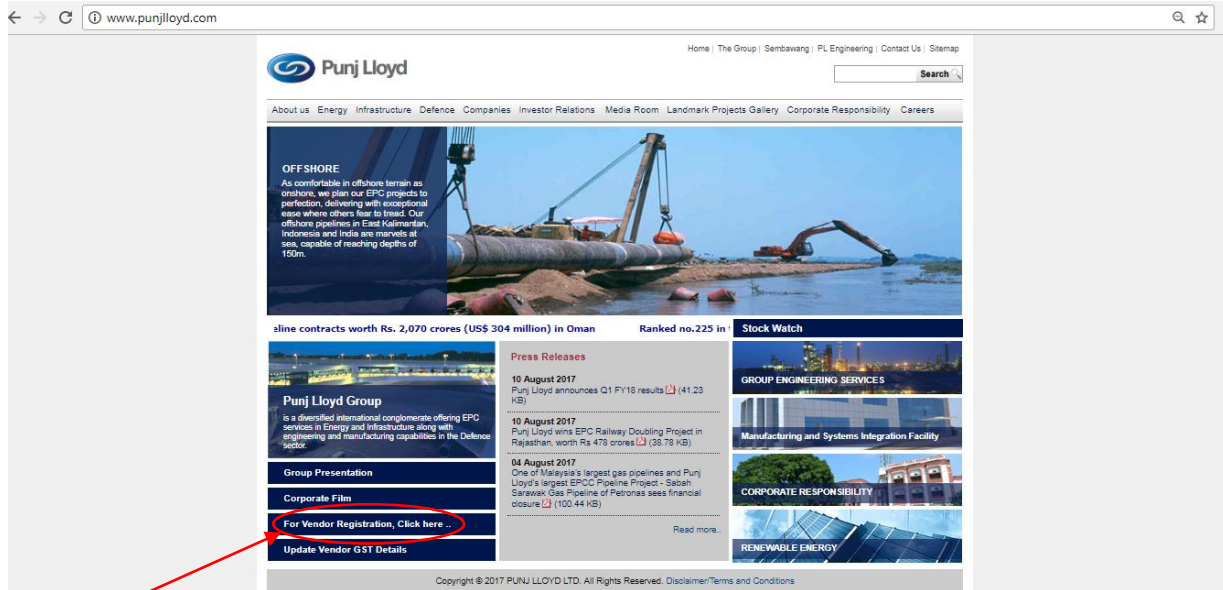 www.punjlloyd.com
Home | The Group | Sembawang | PL Engineering | Contact Us | Sitemap
Punj Lloyd
Search
About us Energy Infrastructure Defence Companies Investor Relations Media Room Landmark Projects Gallery Corporate Responsibility Careers
OFFSHORE
As comfortable in offshore terrain as
onshore, we plan our EPC projects to
perfection, delivering with exceptional
ease where others fear to tread. Our
offshore pipelines in East Kalimantan,
Indonesia and India are marvels at
sea, capable of reaching depths of
150m.
eline contracts worth Rs. 2,070 crores (US$ 304 million) in Oman Ranked no.225 in
Stock Watch
Punj Lloyd Group
is a diversified international conglomerate offering EPC
services in Energy and Infrastructure along with
engineering and manufacturing capabilities in the Defence
sector.
Group Presentation
Corporate Film
For Vendor Registration, Click here ..
Update Vendor GST Details
Press Releases
10 August 2017
Punj Lloyd announces Q1 FY18 results (41.23
KB)
10 August 2017
Punj Lloyd wins EPC Railway Doubling Project in
Rajasthan, worth Rs 478 crores (38.78 KB)
04 August 2017
One of Malaysia's largest gas pipelines and Punj
Lloyd's largest EPCC Pipeline Project - Sabah
Sarawak Gas Pipeline of Petronas sees financial
closure (100.44 KB)
Read more..
GROUP ENGINEERING SERVICES
Manufacturing and Systems Integration Facility
CORPORATE RESPONSIBILITY
RENEWABLE ENERGY
Copyright © 2017 PUNJ LLOYD LTD. All Rights Reserved. Disclaimer/Terms and Conditions